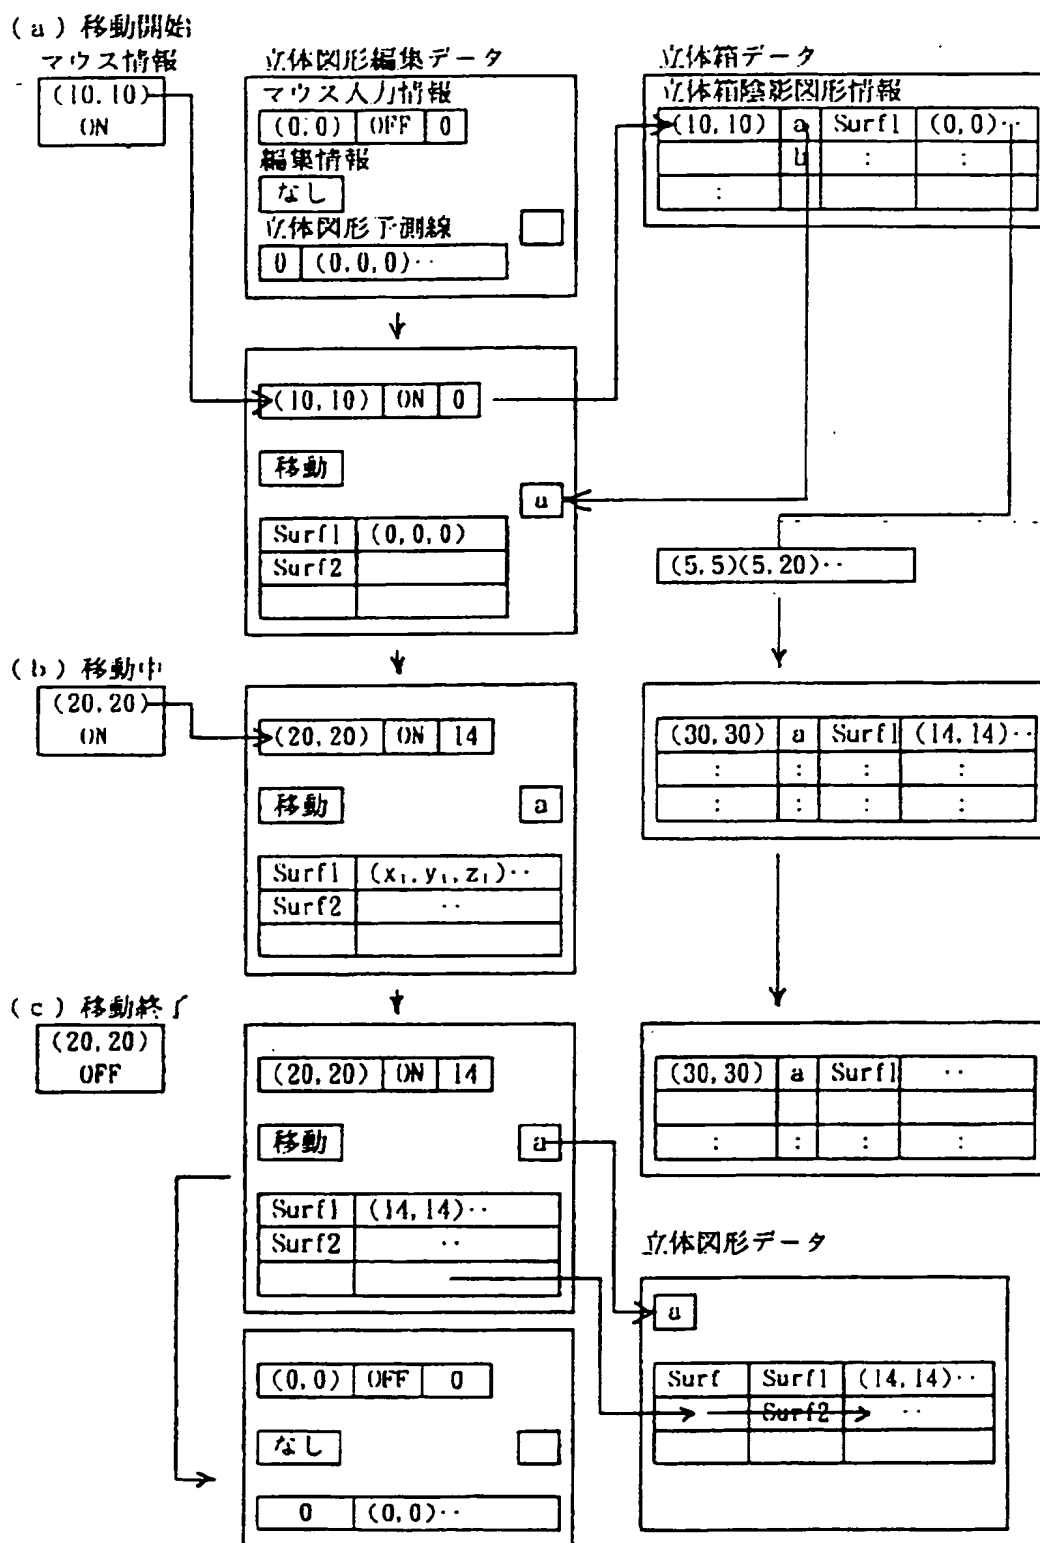 (a) 移動開始
マウス情報
(10,10)
ON
立体図形編集データ
マウス入力情報
(0,0) OFF 0
編集情報
なし
立体図形予測線
0 (0,0,0)‥
立体箱データ
立体箱陰影図形情報
(10,10) a Surf1 (0,0)‥
b : :
:
(10,10) ON 0
移動
a
Surf1 (0,0,0)
Surf2
(5,5)(5,20)‥
(b) 移動中
(20,20)
ON
(20,20) ON 14
移動 a
Surf1 (x₁,y₁,z₁)‥
Surf2 ‥
(30,30) a Surf1 (14,14)‥
: : : :
: : : :
(c) 移動終了
(20,20)
OFF
(20,20) ON 14
移動 a
Surf1 (14,14)‥
Surf2 ‥
(30,30) a Surf1 ‥
: : : :
立体図形データ
a
Surf Surf1 (14,14)‥
Surf2 ‥
(0,0) OFF 0
なし
0 (0,0)‥